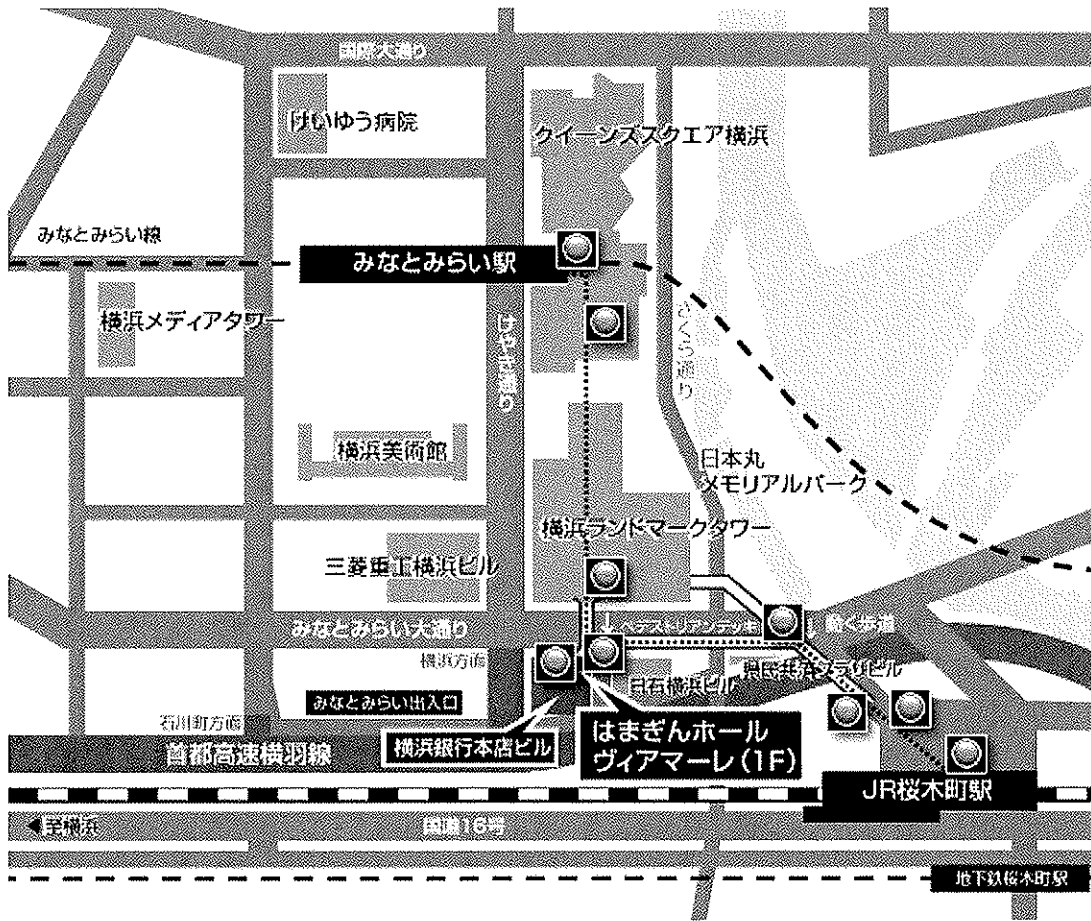 国際大通り
けいゆう病院
クイーンズスクエア横浜
みなとみらい線
みなとみらい駅
横浜メディアタワー
けやき通り
さくら通り
横浜美術館
日本丸
メモリアルパーク
横浜ランドマークタワー
三菱重工横浜ビル
みなとみらい大通り
ペデストリアンデッキ
動く歩道
横浜方面
県民共済プラザビル
日石横浜ビル
みなとみらい出入口
石川町方面
横浜銀行本店ビル
はまぎんホール
ヴィアマーレ(1F)
首都高速横羽線
JR桜木町駅
至横浜
国道16号
地下鉄桜木町駅